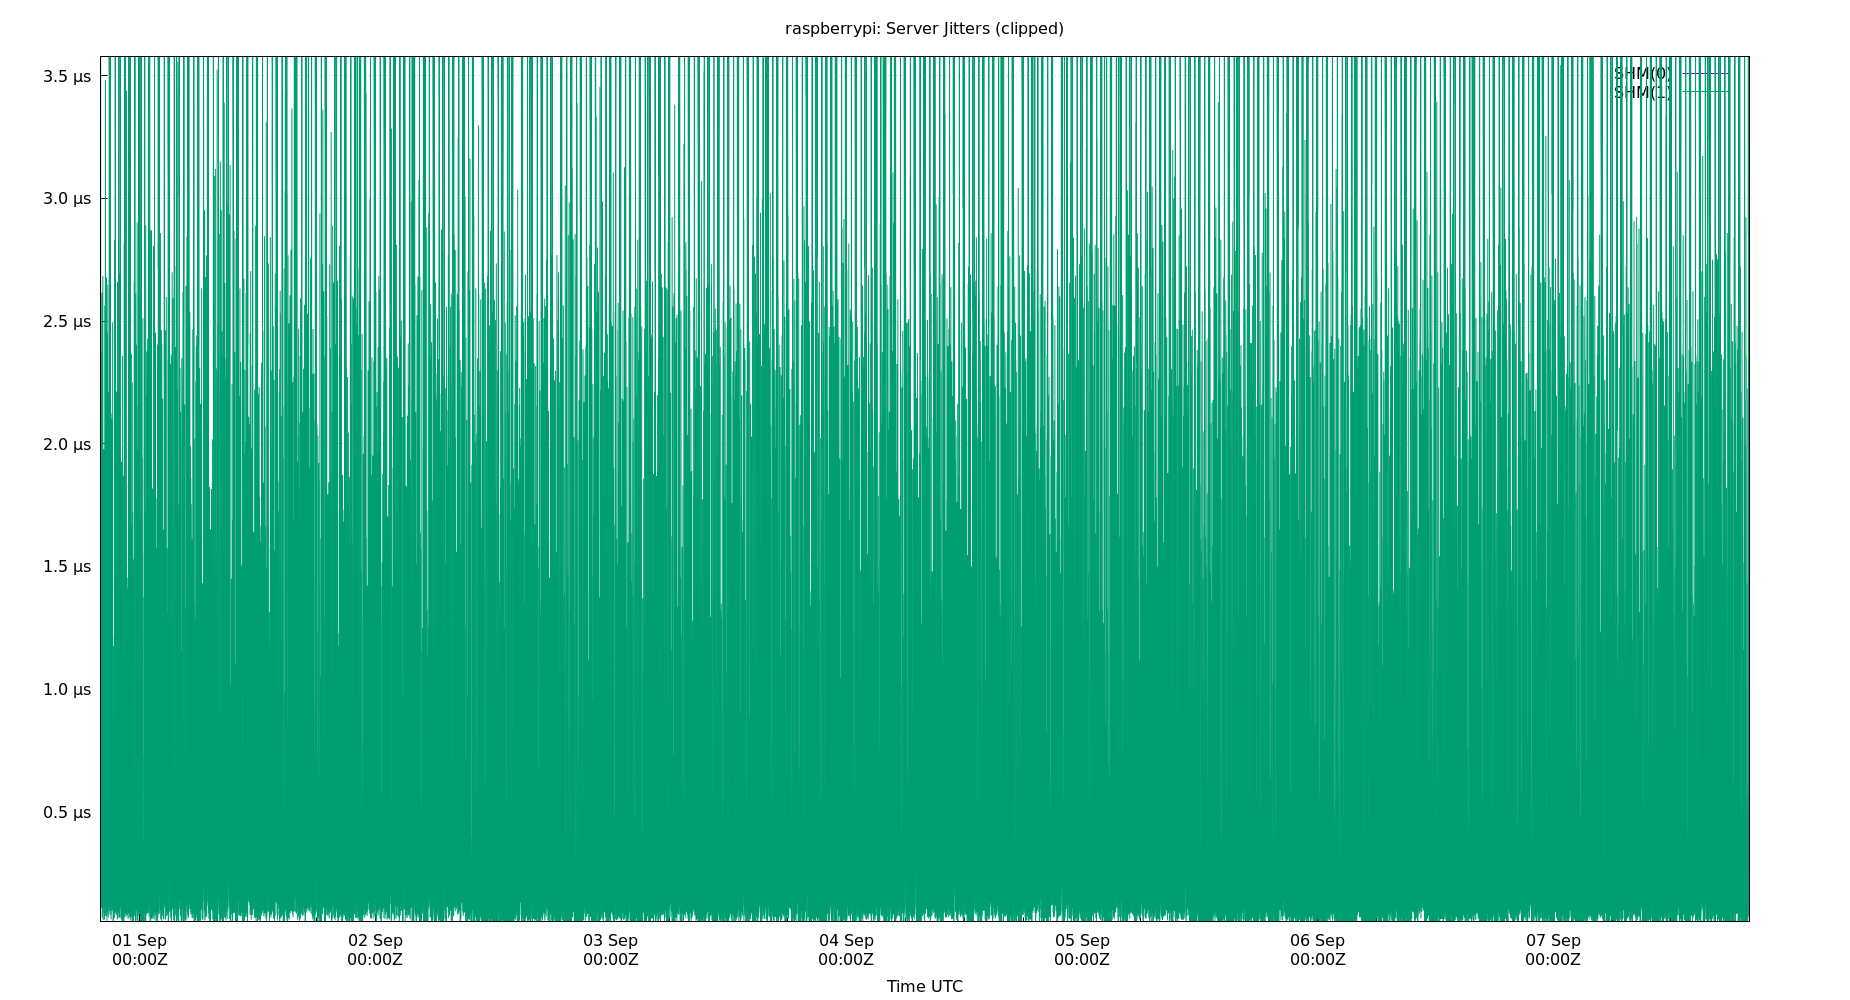 raspberrypi: Server Jitters (clipped)
SHM(0)
SHM(1)
3.5 μs
3.0 μs
2.5 μs
2.0 μs
1.5 μs
1.0 μs
0.5 μs
01 Sep 02 Sep 03 Sep 04 Sep 05 Sep 06 Sep 07 Sep
00:00Z 00:00Z 00:00Z 00:00Z 00:00Z 00:00Z 00:00Z
Time UTC